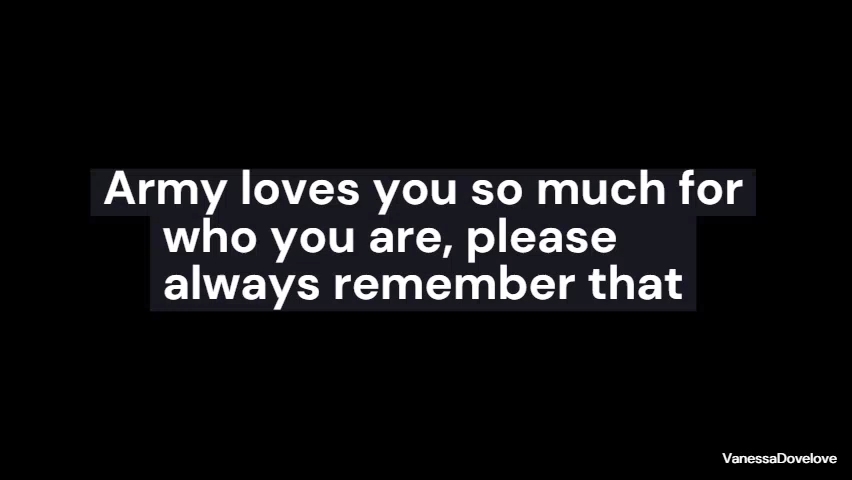 Army loves you so much for
who you are, please
always remember that
VanessaDovelove